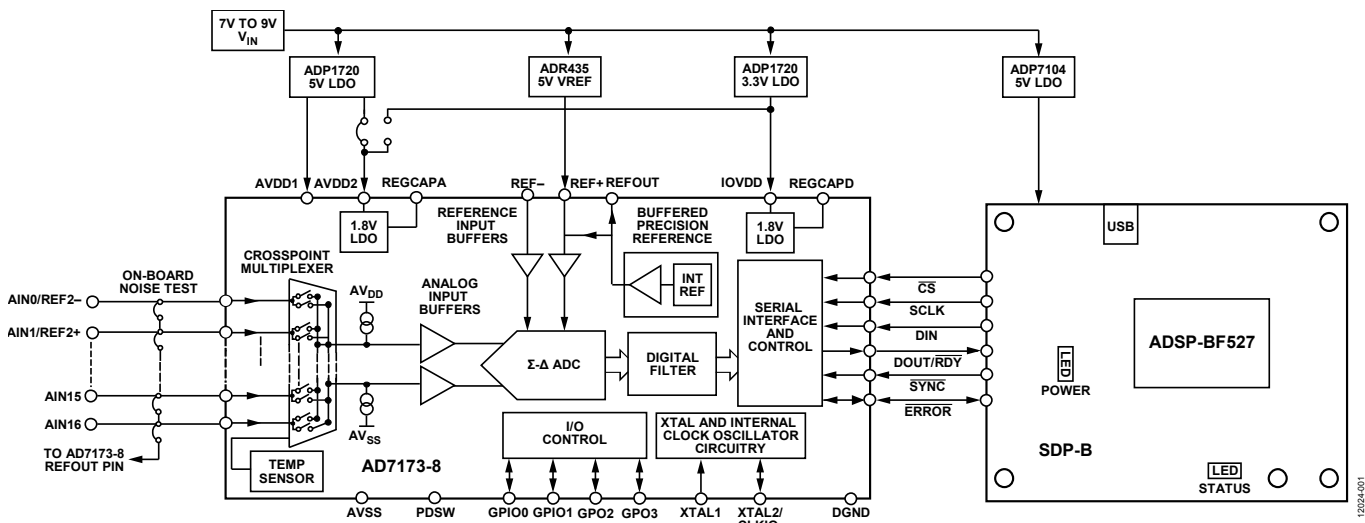 7V TO 9V
VIN
ADP1720
5V LDO
ADR435
5V VREF
ADP1720
3.3V LDO
ADP7104
5V LDO
AVDD1
AVDD2
REGCAPA
REF–
REF+
REFOUT
IOVDD
REGCAPD
1.8V
LDO
REFERENCE
INPUT
BUFFERS
BUFFERED
PRECISION
REFERENCE
1.8V
LDO
USB
CROSSPOINT
MULTIPLEXER
ON-BOARD
NOISE TEST
INT
REF
AIN0/REF2–
AVDD
ANALOG
INPUT
BUFFERS
SERIAL
INTERFACE
AND
CONTROL
CS
SCLK
AIN1/REF2+
DIN
ADSP-BF527
Σ-Δ ADC
DIGITAL
FILTER
DOUT/RDY
LED
POWER
AIN15
SYNC
AIN16
ERROR
AVSS
I/O
CONTROL
XTAL AND INTERNAL
CLOCK OSCILLATOR
CIRCUITRY
TO AD7173-8
REFOUT PIN
TEMP
SENSOR
AD7173-8
SDP-B
LED
STATUS
AVSS
PDSW
GPIO0
GPIO1
GPO2
GPO3
XTAL1
XTAL2/
DGND
12024-001